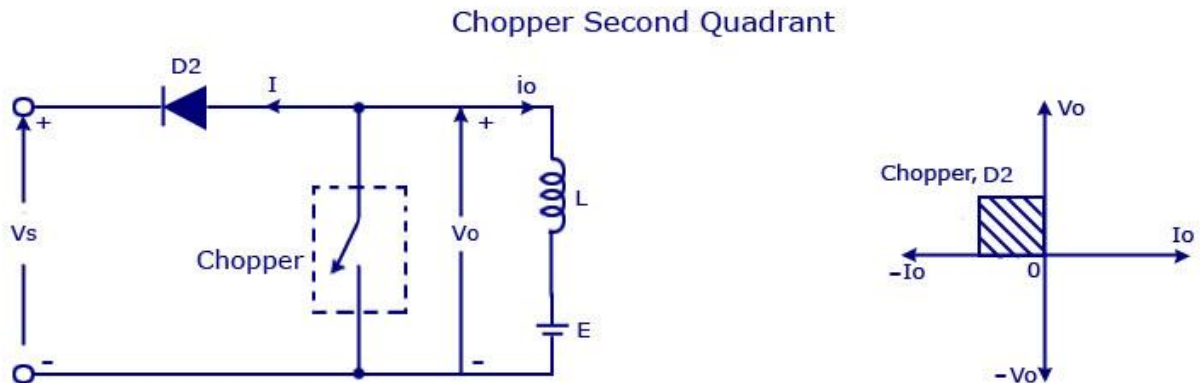 Chopper Second Quadrant
D2
I
io
+
+
Vs
Chopper
Vo
L
E
-
-
Vo
Chopper, D2
Io
-Io
0
-Vo